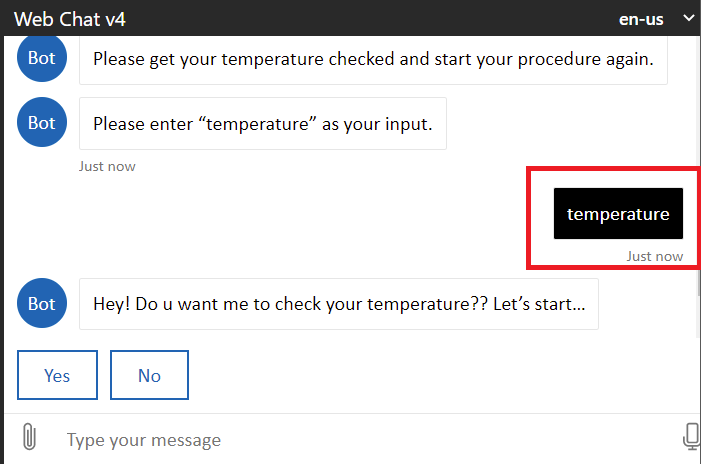 Web Chat v4 en-us
Bot Please get your temperature checked and start your procedure again.
Bot Please enter “temperature” as your input.
Just now
temperature
Just now
Bot Hey! Do u want me to check your temperature?? Let’s start...
Yes No
Type your message